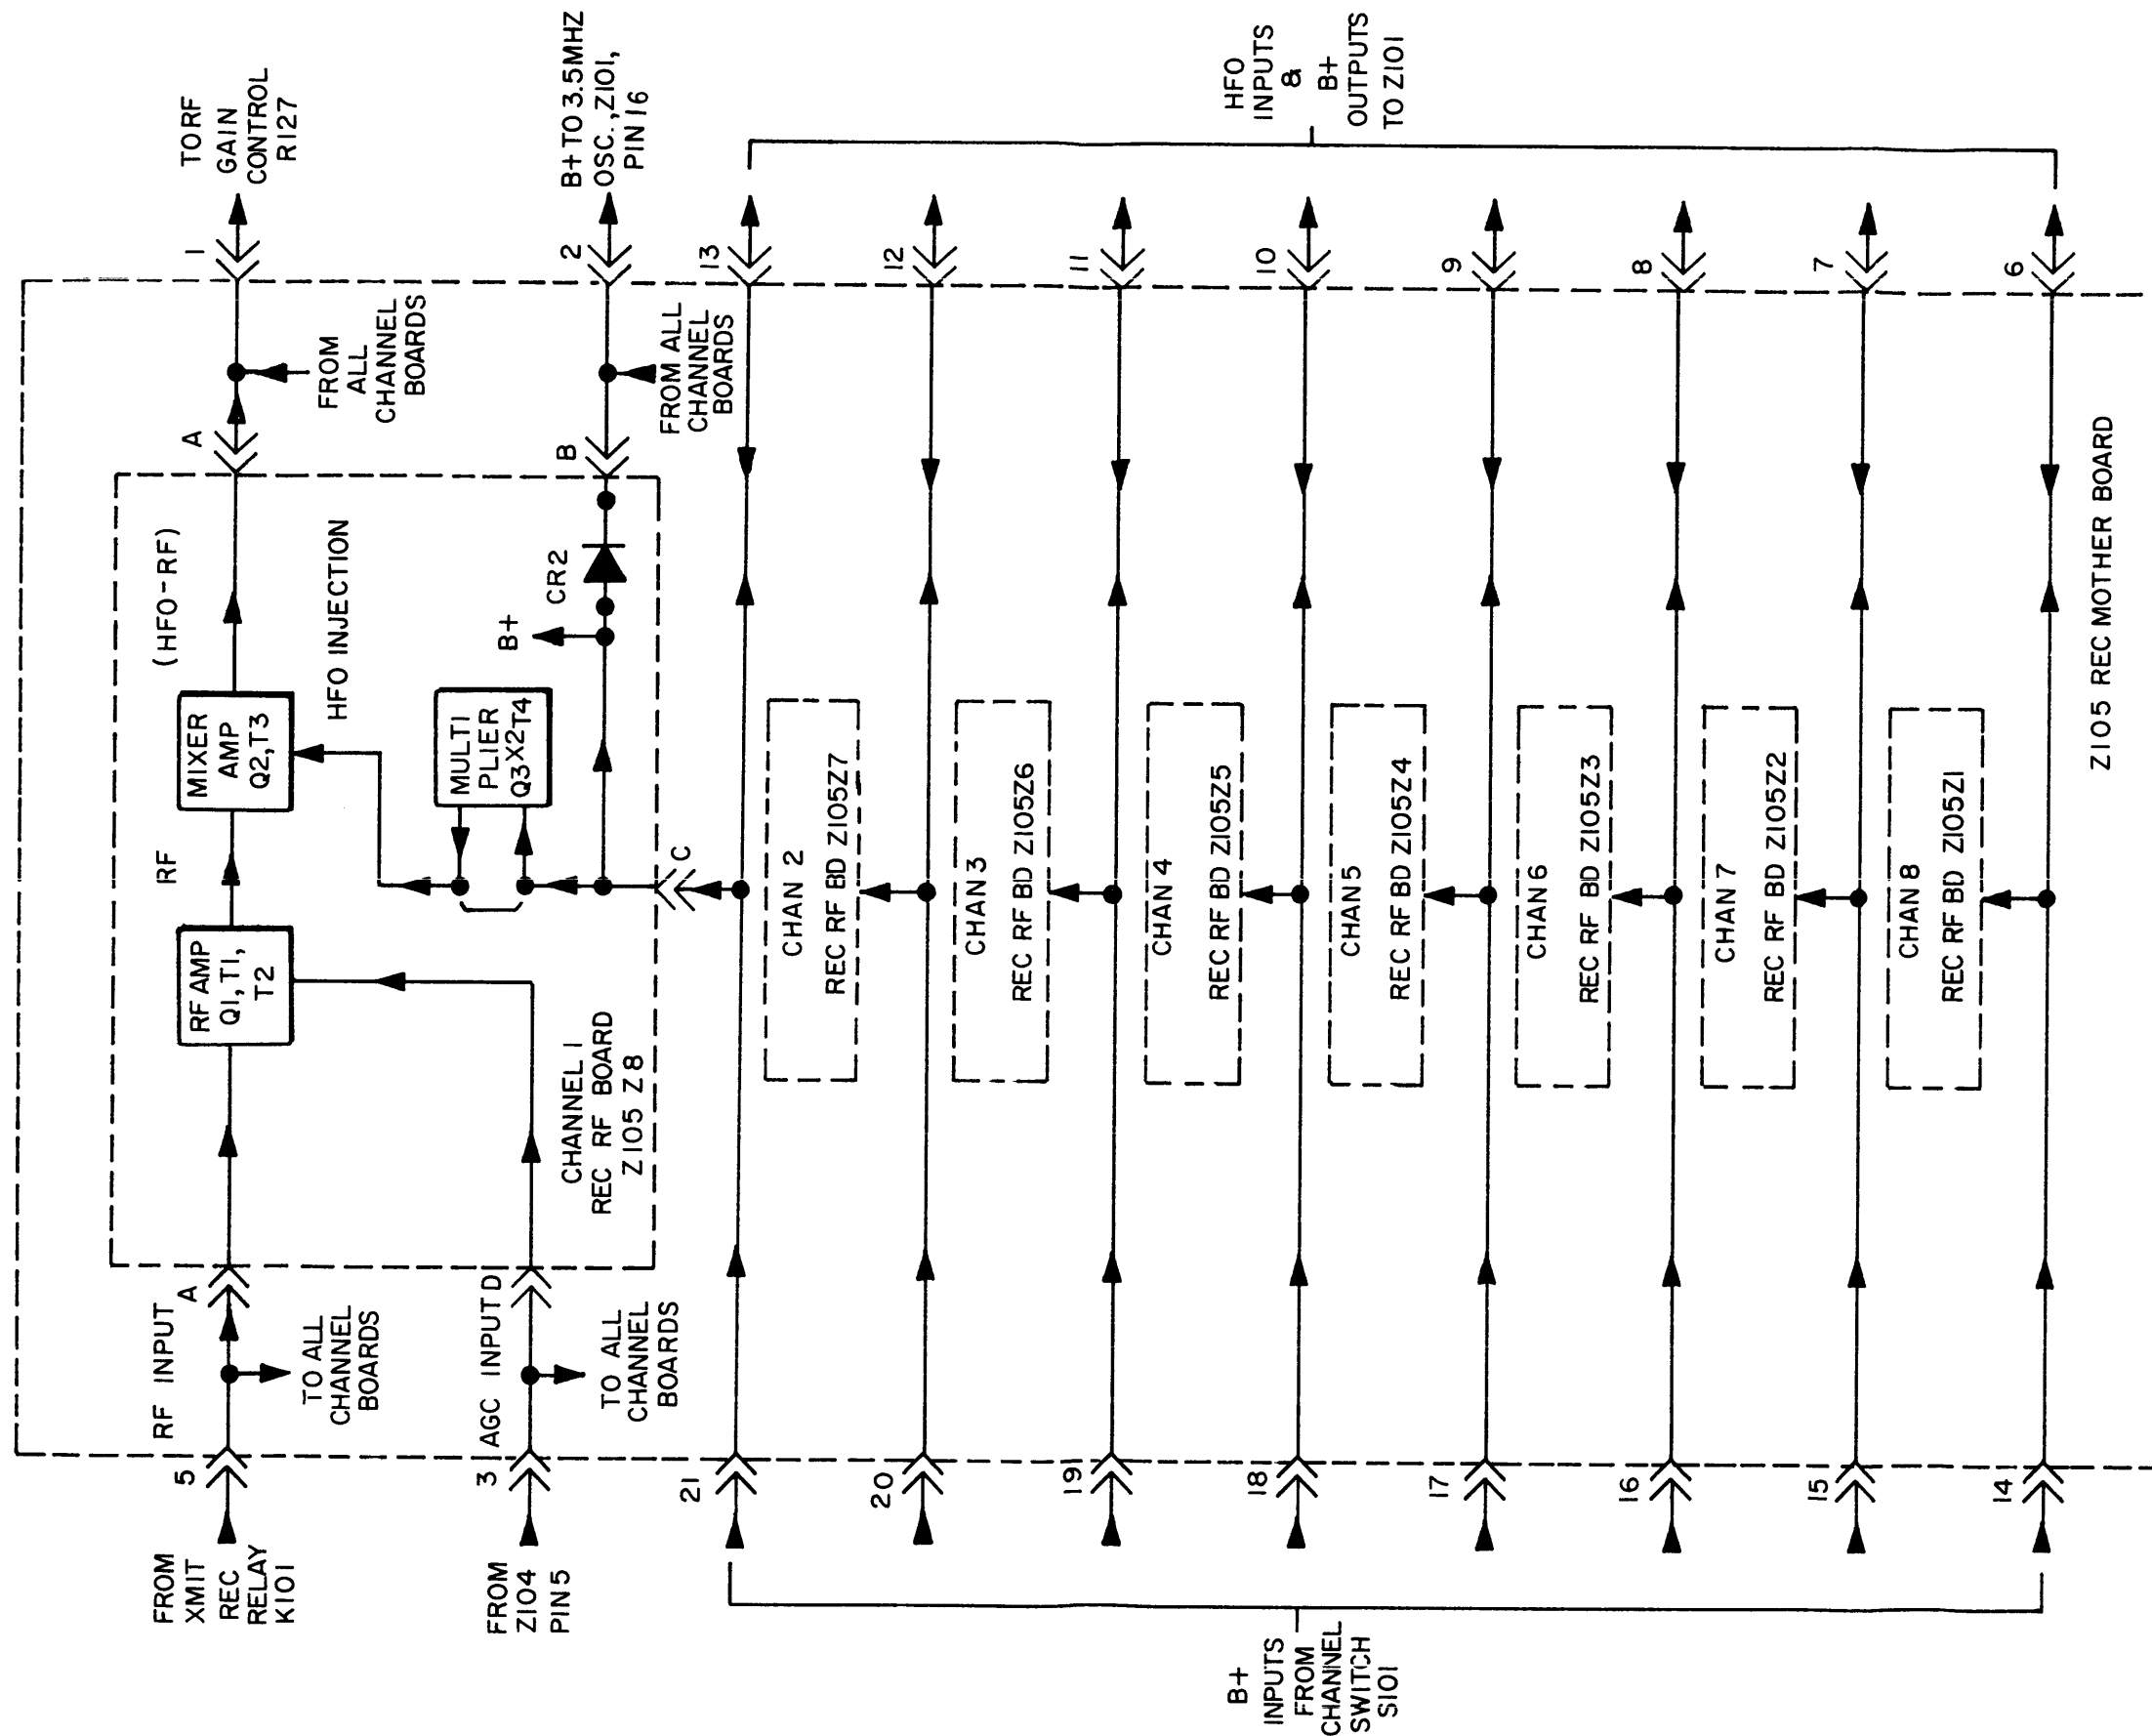 FROM
XMIT
REC
RELAY
K101
5
RF INPUT
A
TO ALL
CHANNEL
BOARDS
RF AMP
Q1, T1,
T2
RF
MIXER
AMP
Q2, T3
(HFO-RF)
HFO INJECTION
A
FROM
ALL
CHANNEL
BOARDS
1
TO RF
GAIN
CONTROL
R127
FROM
Z104
PIN 5
3
AGC INPUT
D
TO ALL
CHANNEL
BOARDS
CHANNEL 1
REC RF BOARD
Z105 Z8
MULTI
PLIER
Q3X2T4
B+
CR2
B
FROM ALL
CHANNEL
BOARDS
2
B+ TO 3.5MHZ
OSC., Z101,
PIN 16
C
B+
INPUTS
FROM
CHANNEL
SWITCH
S101
21
13
CHAN 2
REC RF BD Z105Z7
20
12
CHAN 3
REC RF BD Z105Z6
19
11
CHAN 4
REC RF BD Z105Z5
18
10
CHAN 5
REC RF BD Z105Z4
17
9
CHAN 6
REC RF BD Z105Z3
16
8
CHAN 7
REC RF BD Z105Z2
15
7
CHAN 8
REC RF BD Z105Z1
14
6
HFO
INPUTS
&
B+
OUTPUTS
TO Z101
Z105 REC MOTHER BOARD